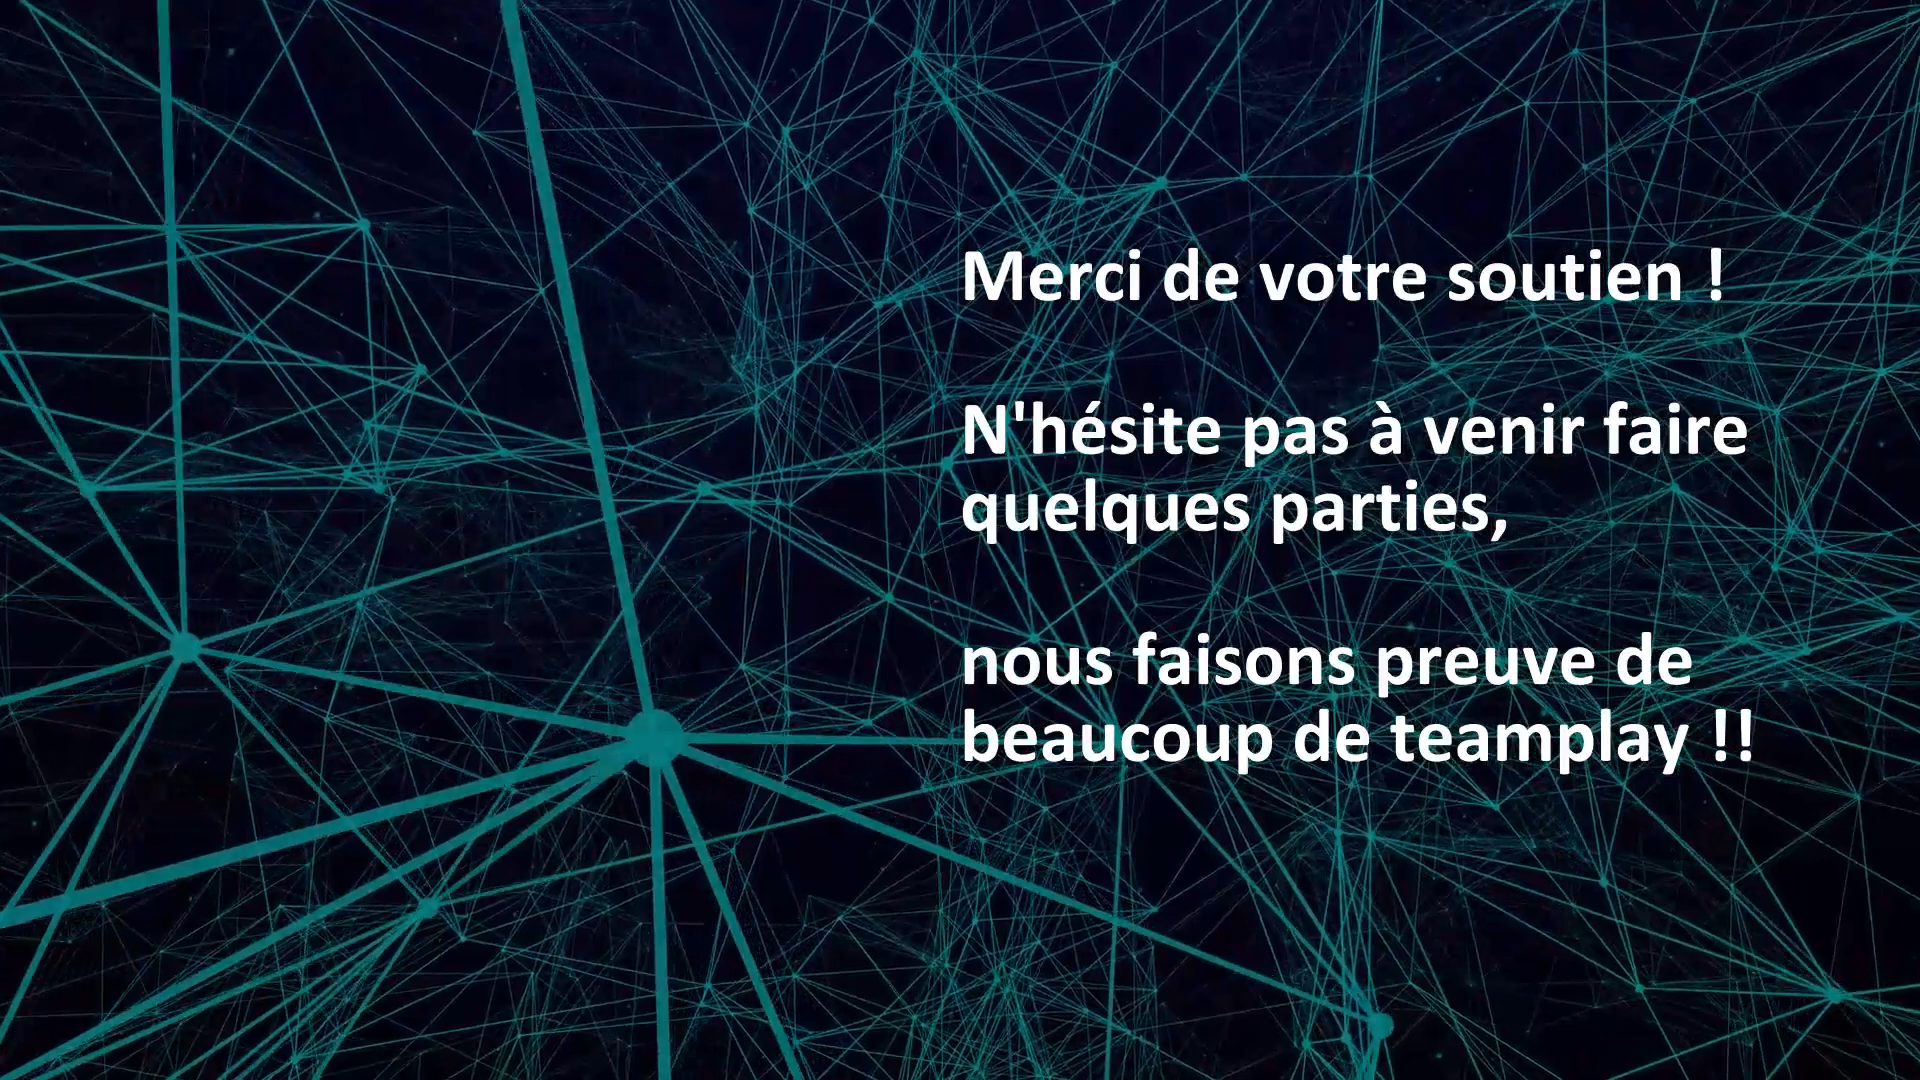 Merci de votre soutien !
N'hésite pas à venir faire
quelques parties,
nous faisons preuve de
beaucoup de teamplay !!